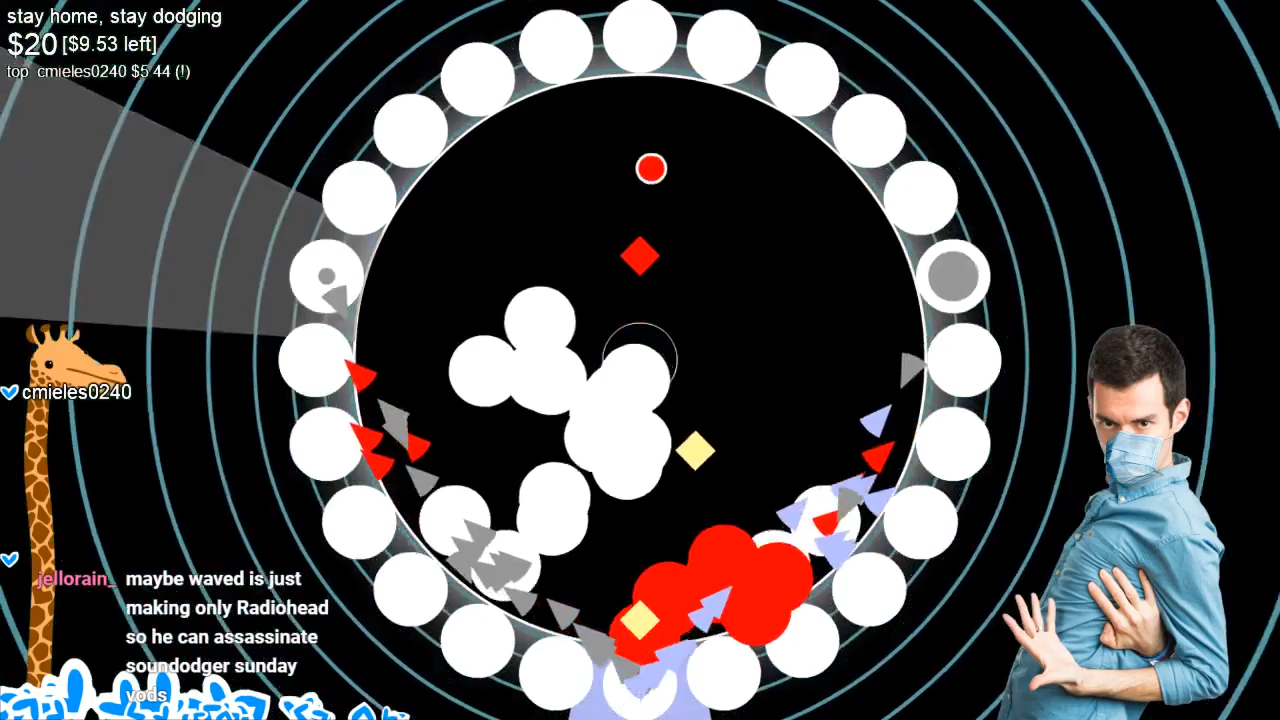 stay home, stay dodging
$20 [$9.53 left]
top cmieles0240 $5.44 (!)
cmieles0240
jellorain_ maybe waved is just
making only Radiohead
so he can assassinate
soundodger sunday
vods